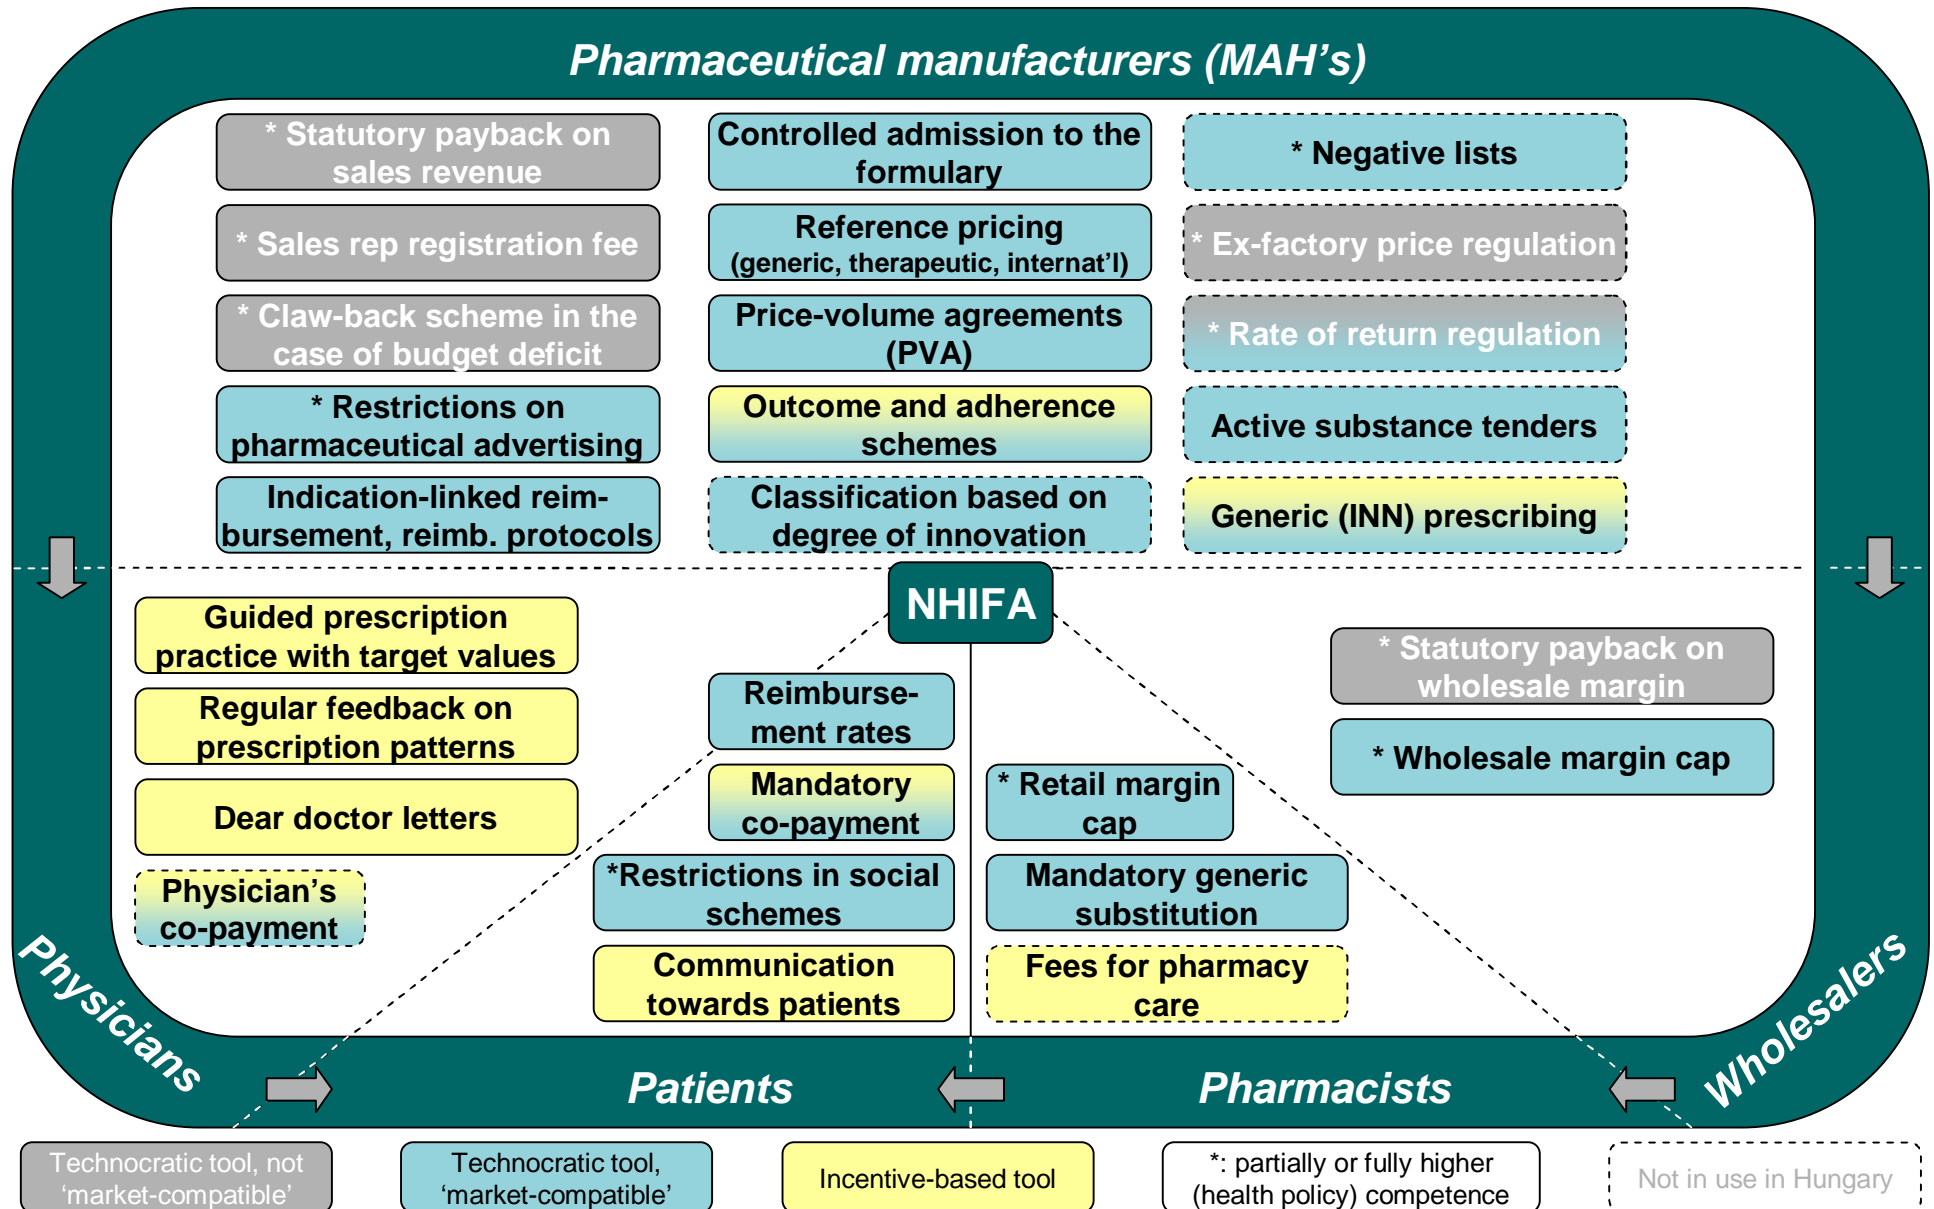 Pharmaceutical manufacturers (MAH's)
* Statutory payback on
sales revenue
* Sales rep registration fee
* Claw-back scheme in the
case of budget deficit
* Restrictions on
pharmaceutical advertising
Indication-linked reim-
bursement, reimb. protocols
Controlled admission to the
formulary
Reference pricing
(generic, therapeutic, internat'l)
Price-volume agreements
(PVA)
Outcome and adherence
schemes
Classification based on
degree of innovation
* Negative lists
* Ex-factory price regulation
* Rate of return regulation
Active substance tenders
Generic (INN) prescribing
NHIFA
Guided prescription
practice with target values
Regular feedback on
prescription patterns
Dear doctor letters
Physician's
co-payment
Reimburse-
ment rates
Mandatory
co-payment
*Restrictions in social
schemes
Communication
towards patients
* Retail margin
cap
Mandatory generic
substitution
Fees for pharmacy
care
* Statutory payback on
wholesale margin
* Wholesale margin cap
Physicians
Patients
Pharmacists
Wholesalers
Technocratic tool, not
'market-compatible'
Technocratic tool,
'market-compatible'
Incentive-based tool
*: partially or fully higher
(health policy) competence
Not in use in Hungary